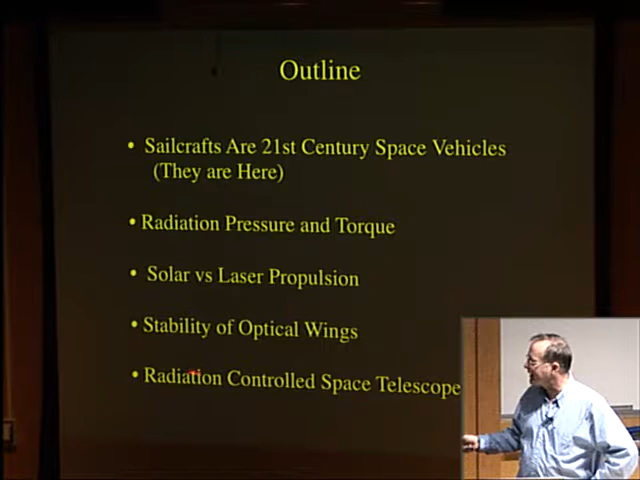 Outline
• Sailcrafts Are 21st Century Space Vehicles
(They are Here)
• Radiation Pressure and Torque
• Solar vs Laser Propulsion
• Stability of Optical Wings
• Radiation Controlled Space Telescope